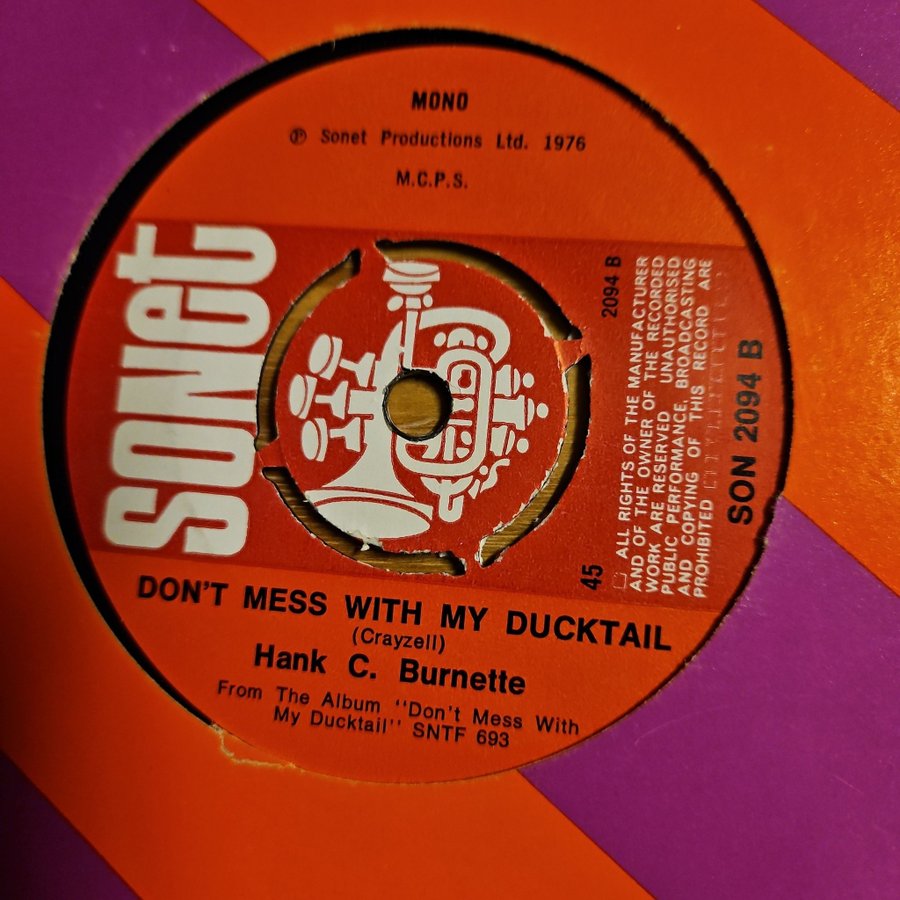 MONO
℗ Sonet Productions Ltd. 1976
M.C.P.S.
sonet
2094 B
ALL RIGHTS OF THE MANUFACTURER
AND OF THE OWNER OF THE RECORDED
WORK ARE RESERVED UNAUTHORISED
PUBLIC PERFORMANCE, BROADCASTING
AND COPYING OF THIS RECORD ARE
PROHIBITED
SON 2094 B
45
DON'T MESS WITH MY DUCKTAIL
(Crayzell)
Hank C. Burnette
From The Album "Don't Mess With
My Ducktail" SNTF 693